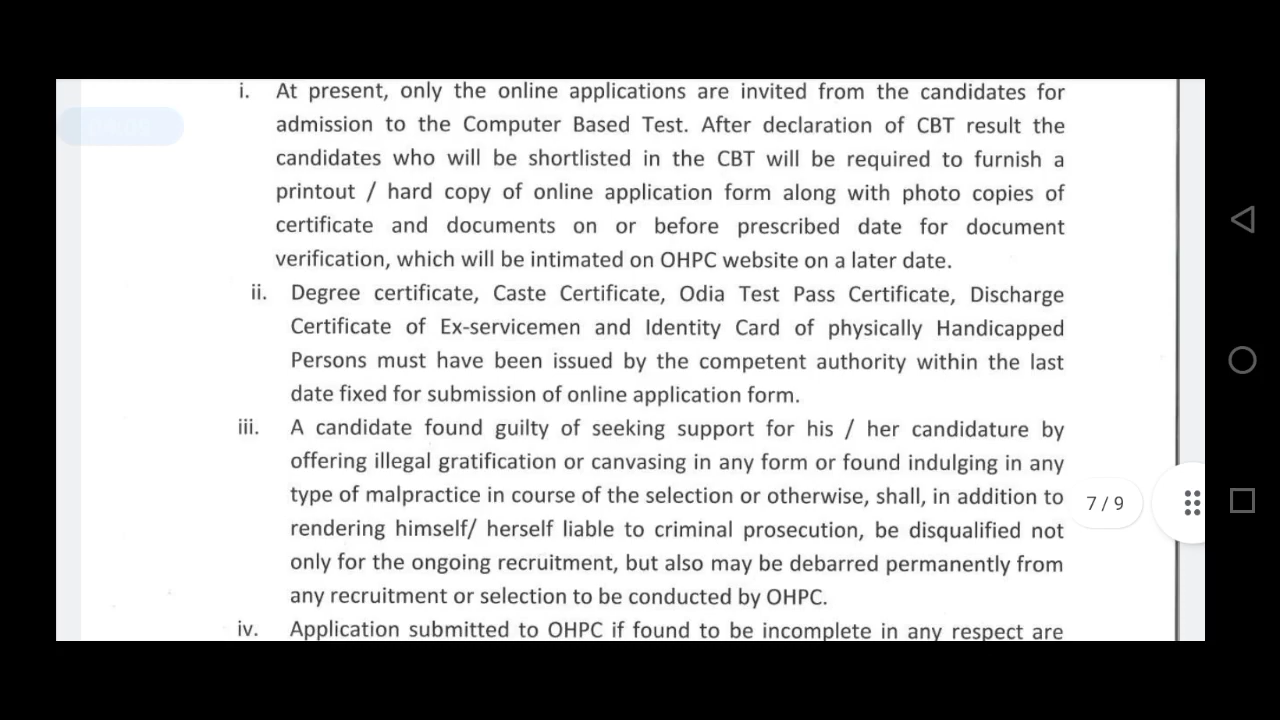 i. At present, only the online applications are invited from the candidates for
admission to the Computer Based Test. After declaration of CBT result the
candidates who will be shortlisted in the CBT will be required to furnish a
printout / hard copy of online application form along with photo copies of
certificate and documents on or before prescribed date for document
verification, which will be intimated on OHPC website on a later date.
ii. Degree certificate, Caste Certificate, Odia Test Pass Certificate, Discharge
Certificate of Ex-servicemen and Identity Card of physically Handicapped
Persons must have been issued by the competent authority within the last
date fixed for submission of online application form.
iii. A candidate found guilty of seeking support for his / her candidature by
offering illegal gratification or canvasing in any form or found indulging in any
type of malpractice in course of the selection or otherwise, shall, in addition to
rendering himself/ herself liable to criminal prosecution, be disqualified not
only for the ongoing recruitment, but also may be debarred permanently from
any recruitment or selection to be conducted by OHPC.
iv. Application submitted to OHPC if found to be incomplete in any respect are
7 / 9